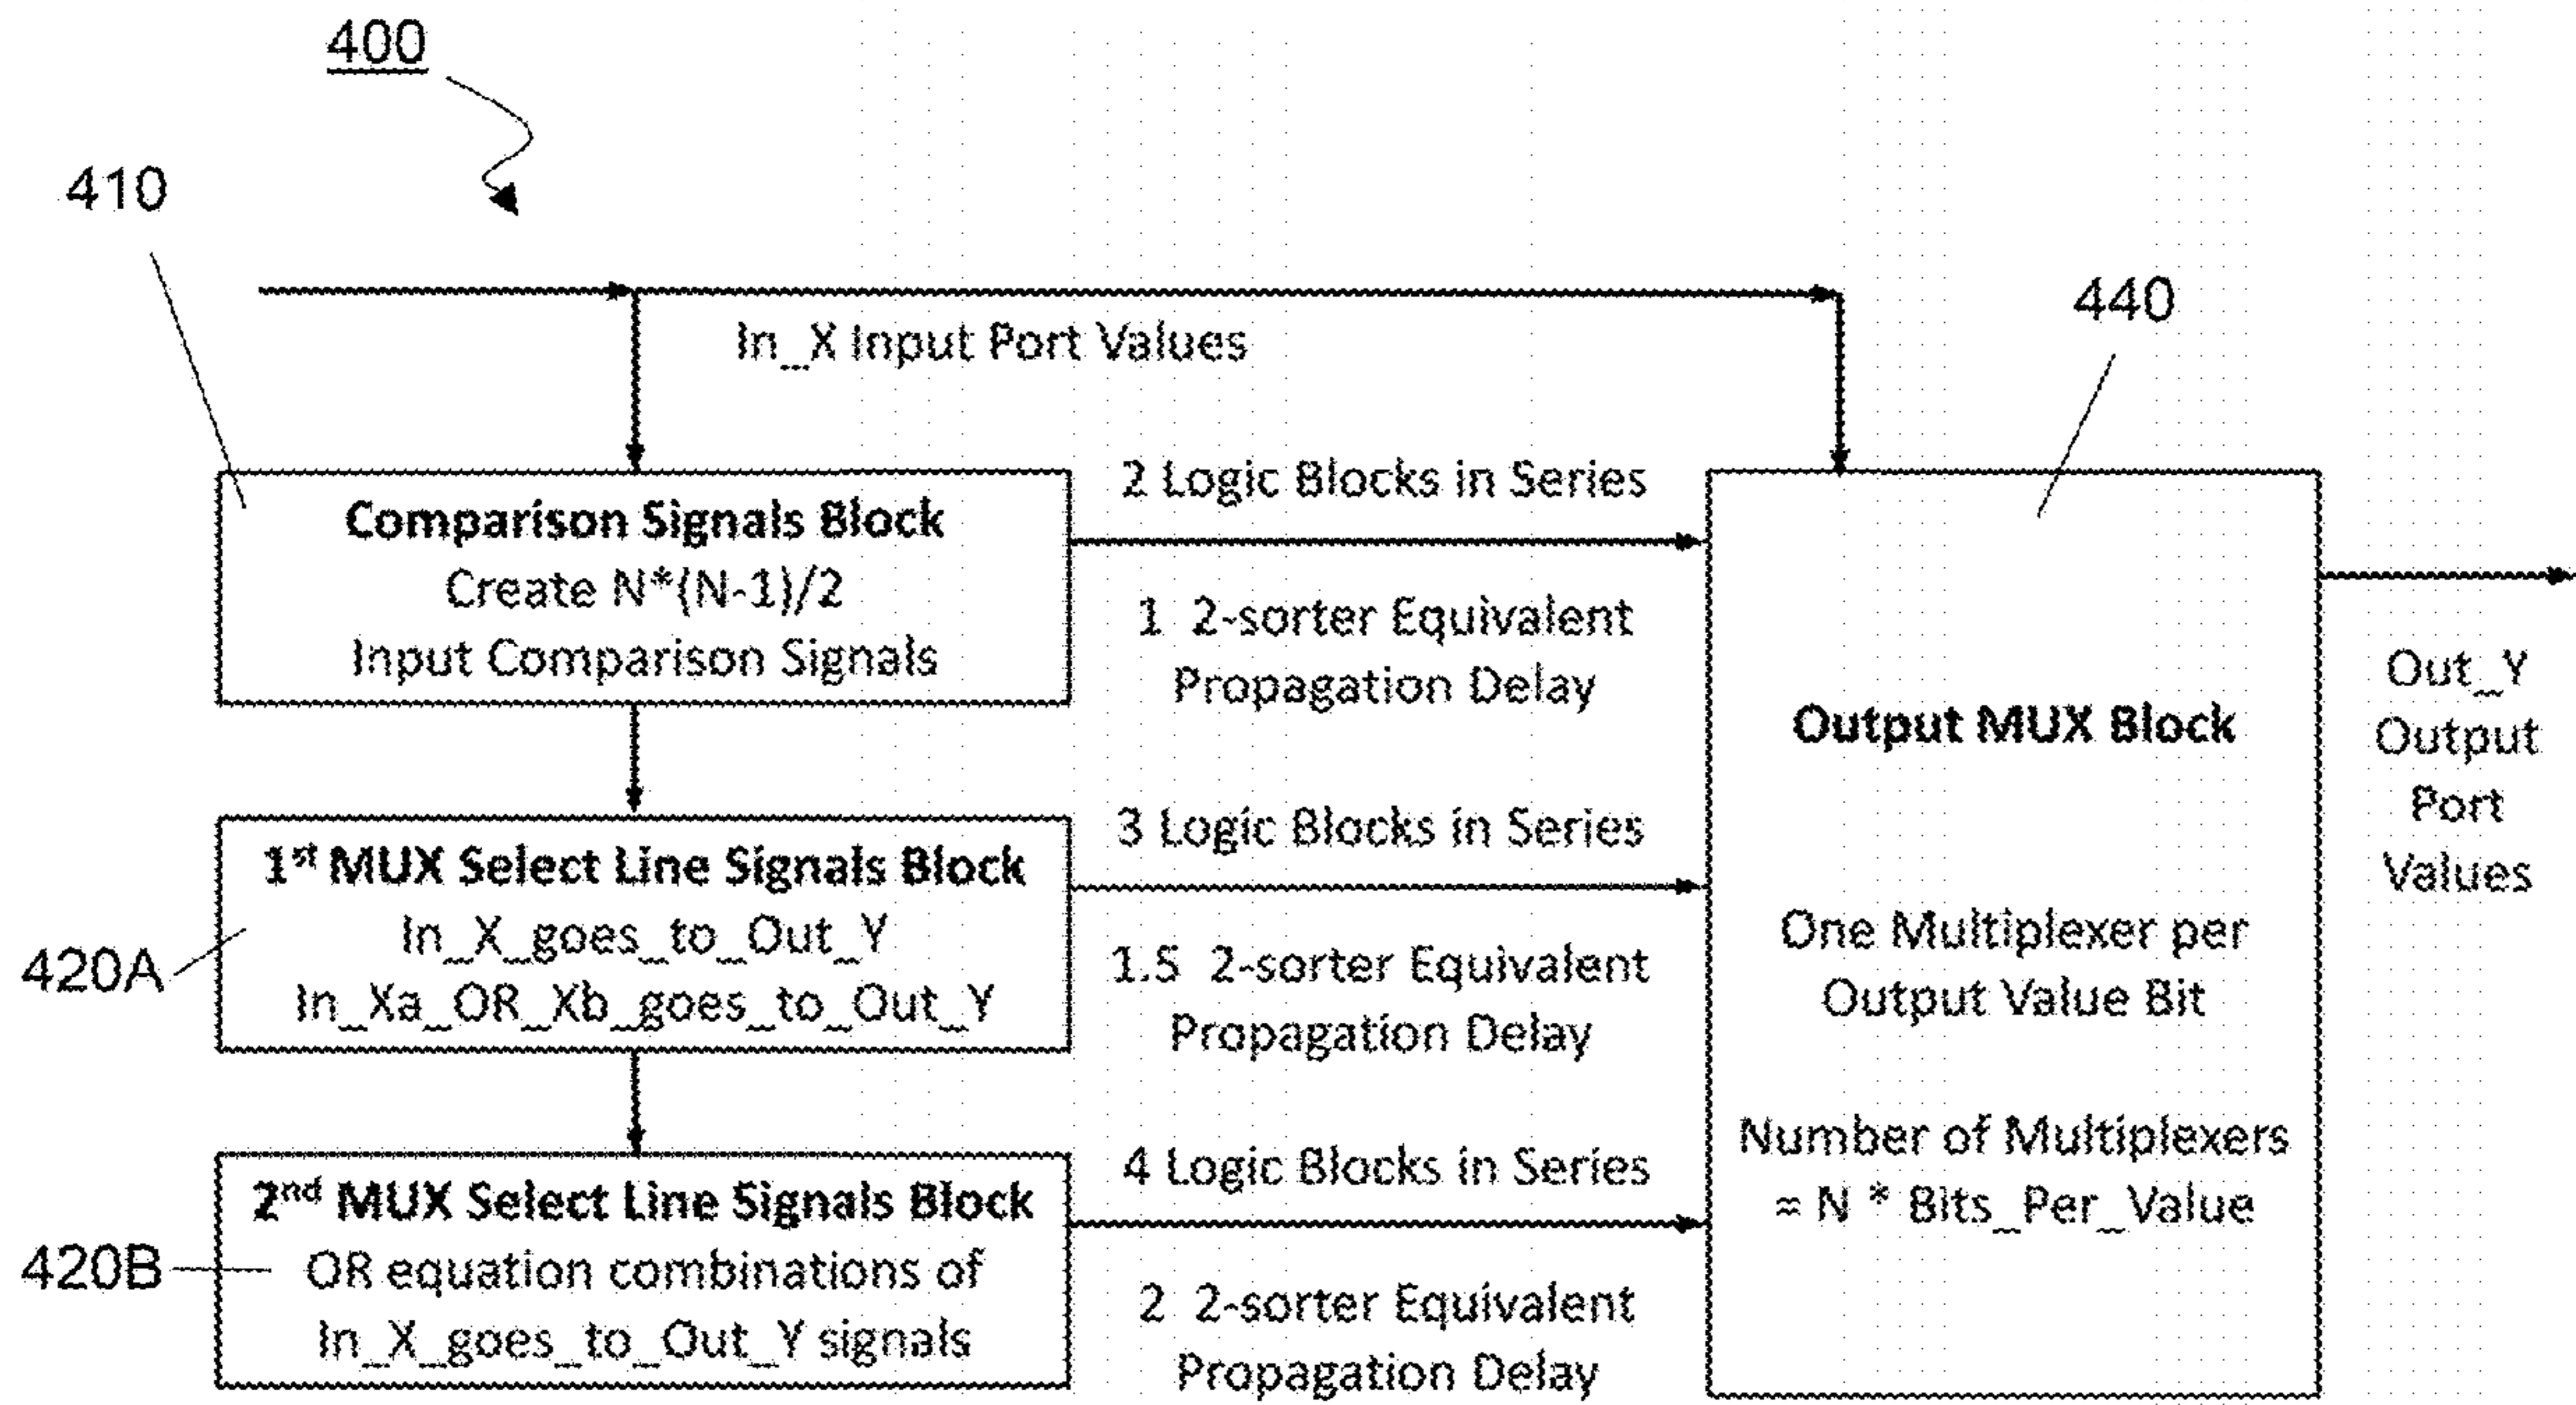 400
410
In_X Input Port Values
440
Comparison Signals Block
Create N*(N-1)/2
Input Comparison Signals
2 Logic Blocks in Series
1 2-sorter Equivalent
Propagation Delay
1st MUX Select Line Signals Block
In_X_goes_to_Out_Y
In_Xa_OR_Xb_goes_to_Out_Y
420A
3 Logic Blocks in Series
1.5 2-sorter Equivalent
Propagation Delay
2nd MUX Select Line Signals Block
OR equation combinations of
In_X_goes_to_Out_Y signals
420B
4 Logic Blocks in Series
2 2-sorter Equivalent
Propagation Delay
Output MUX Block
One Multiplexer per
Output Value Bit
Number of Multiplexers
= N * Bits_Per_Value
Out_Y
Output
Port
Values